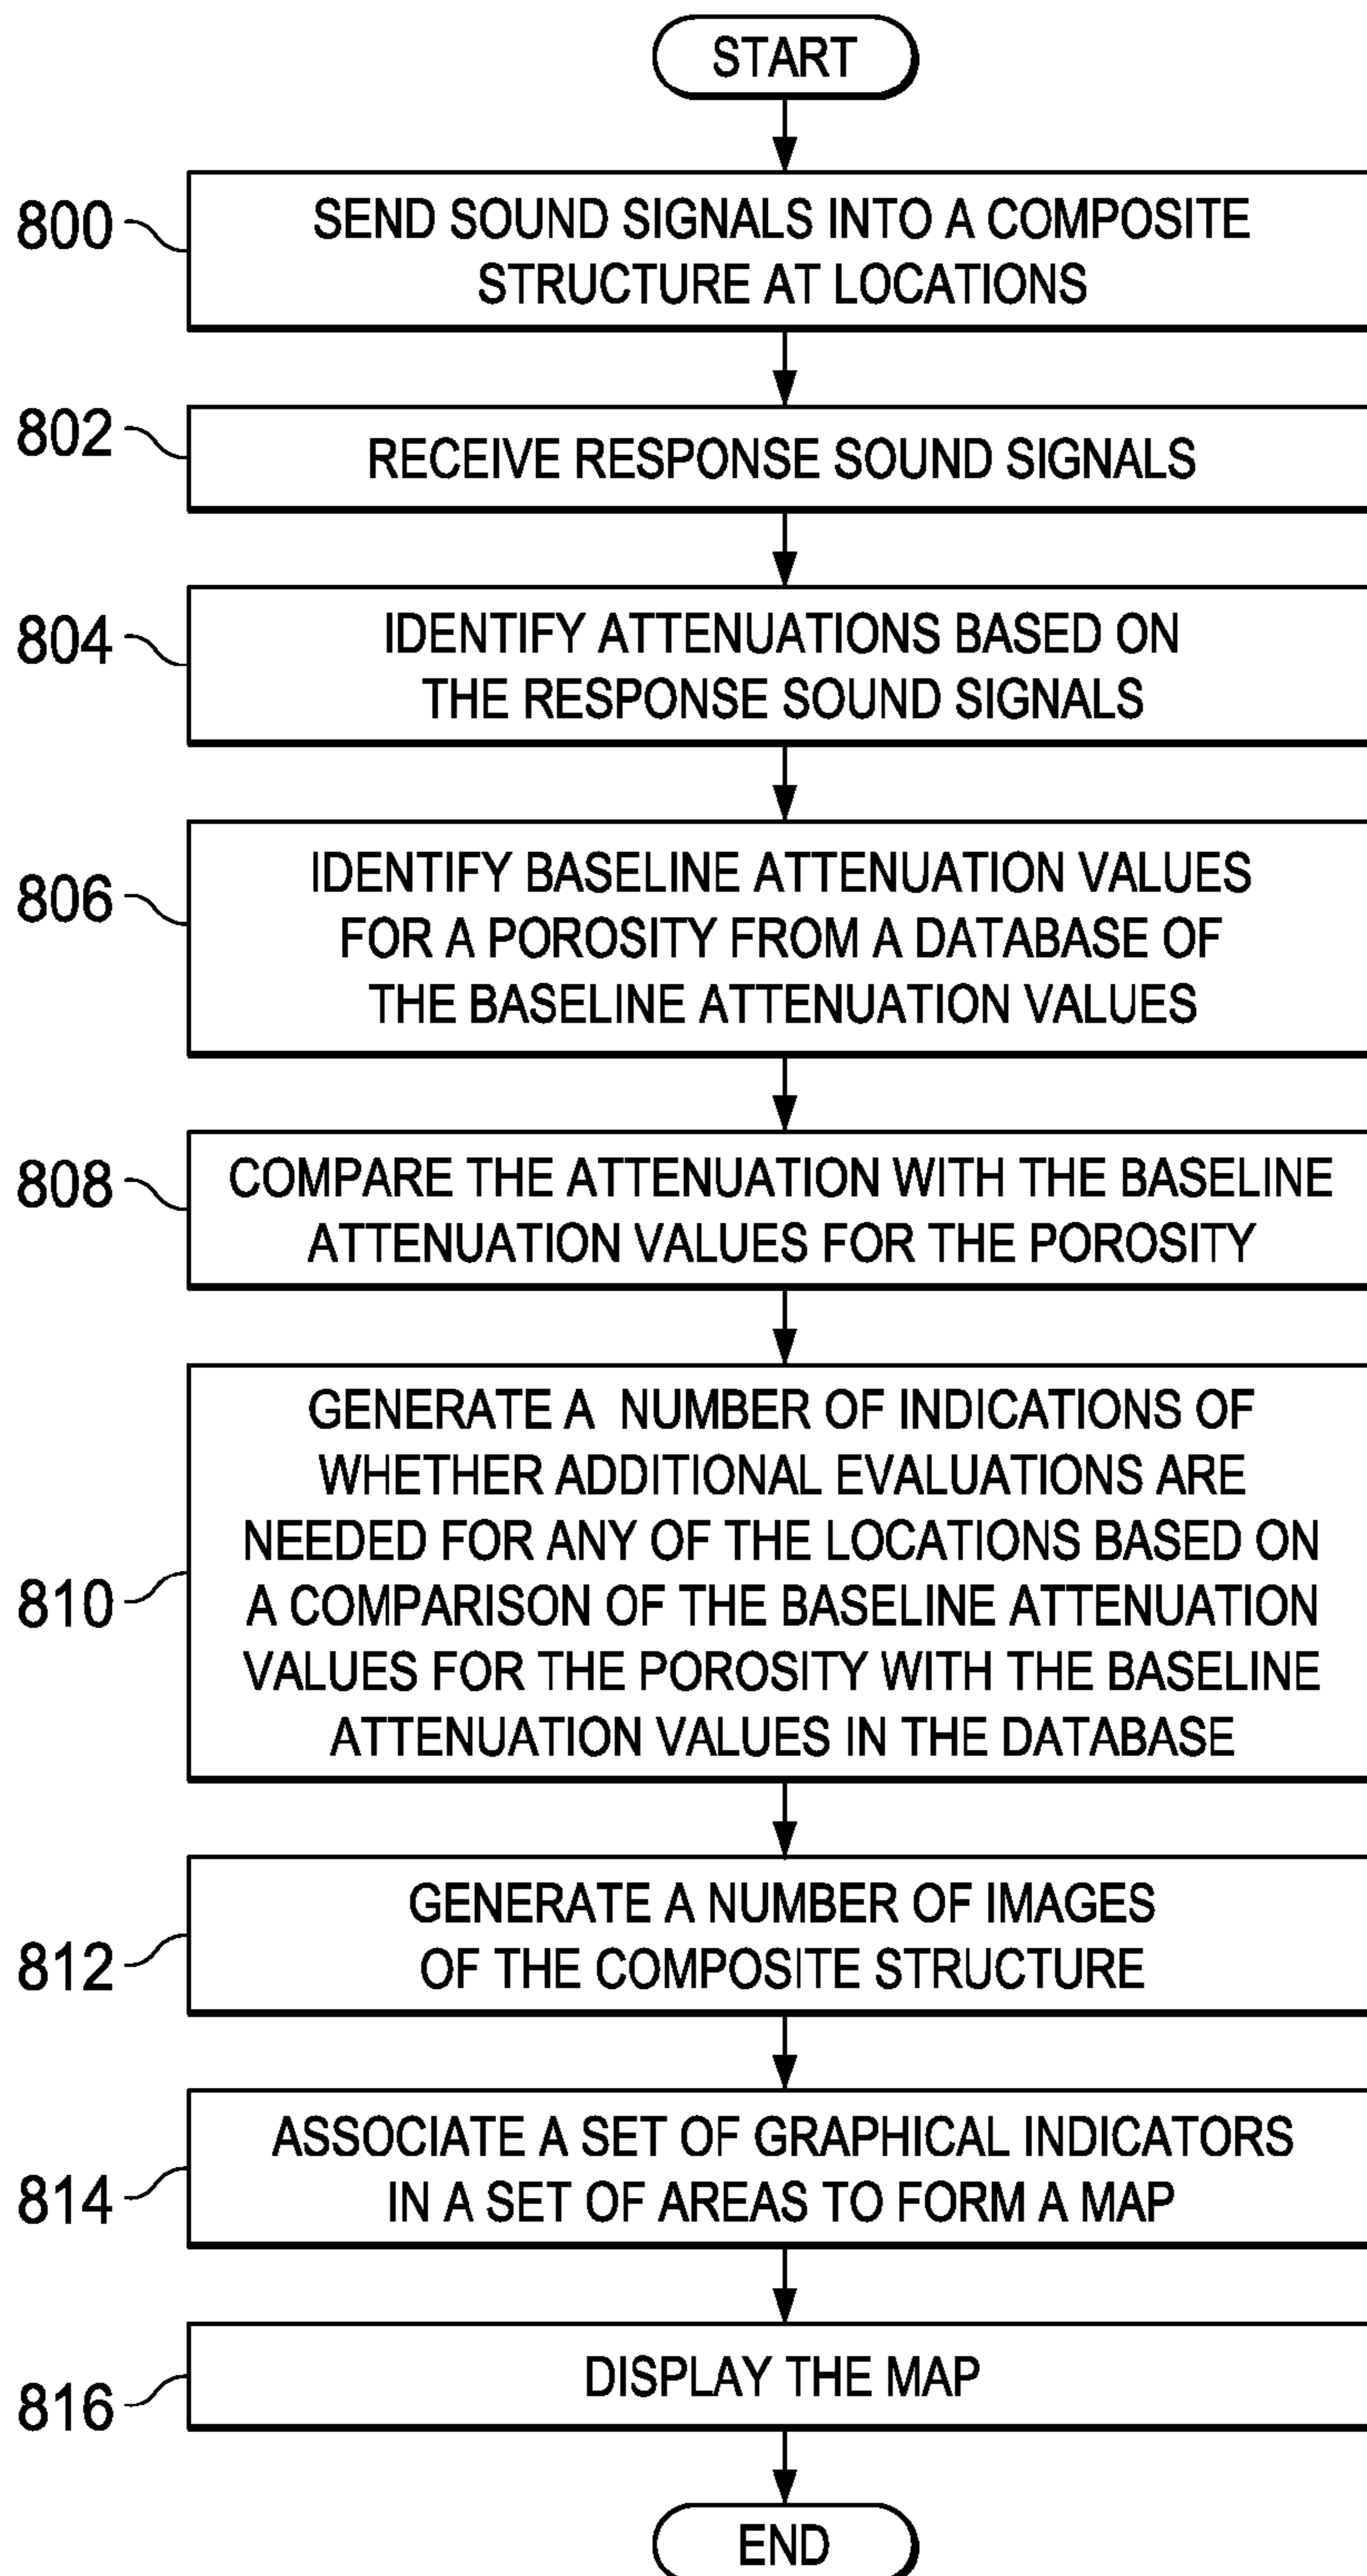 START
800
SEND SOUND SIGNALS INTO A COMPOSITE
STRUCTURE AT LOCATIONS
802
RECEIVE RESPONSE SOUND SIGNALS
804
IDENTIFY ATTENUATIONS BASED ON
THE RESPONSE SOUND SIGNALS
806
IDENTIFY BASELINE ATTENUATION VALUES
FOR A POROSITY FROM A DATABASE OF
THE BASELINE ATTENUATION VALUES
808
COMPARE THE ATTENUATION WITH THE BASELINE
ATTENUATION VALUES FOR THE POROSITY
810
GENERATE A NUMBER OF INDICATIONS OF
WHETHER ADDITIONAL EVALUATIONS ARE
NEEDED FOR ANY OF THE LOCATIONS BASED ON
A COMPARISON OF THE BASELINE ATTENUATION
VALUES FOR THE POROSITY WITH THE BASELINE
ATTENUATION VALUES IN THE DATABASE
812
GENERATE A NUMBER OF IMAGES
OF THE COMPOSITE STRUCTURE
814
ASSOCIATE A SET OF GRAPHICAL INDICATORS
IN A SET OF AREAS TO FORM A MAP
816
DISPLAY THE MAP
END